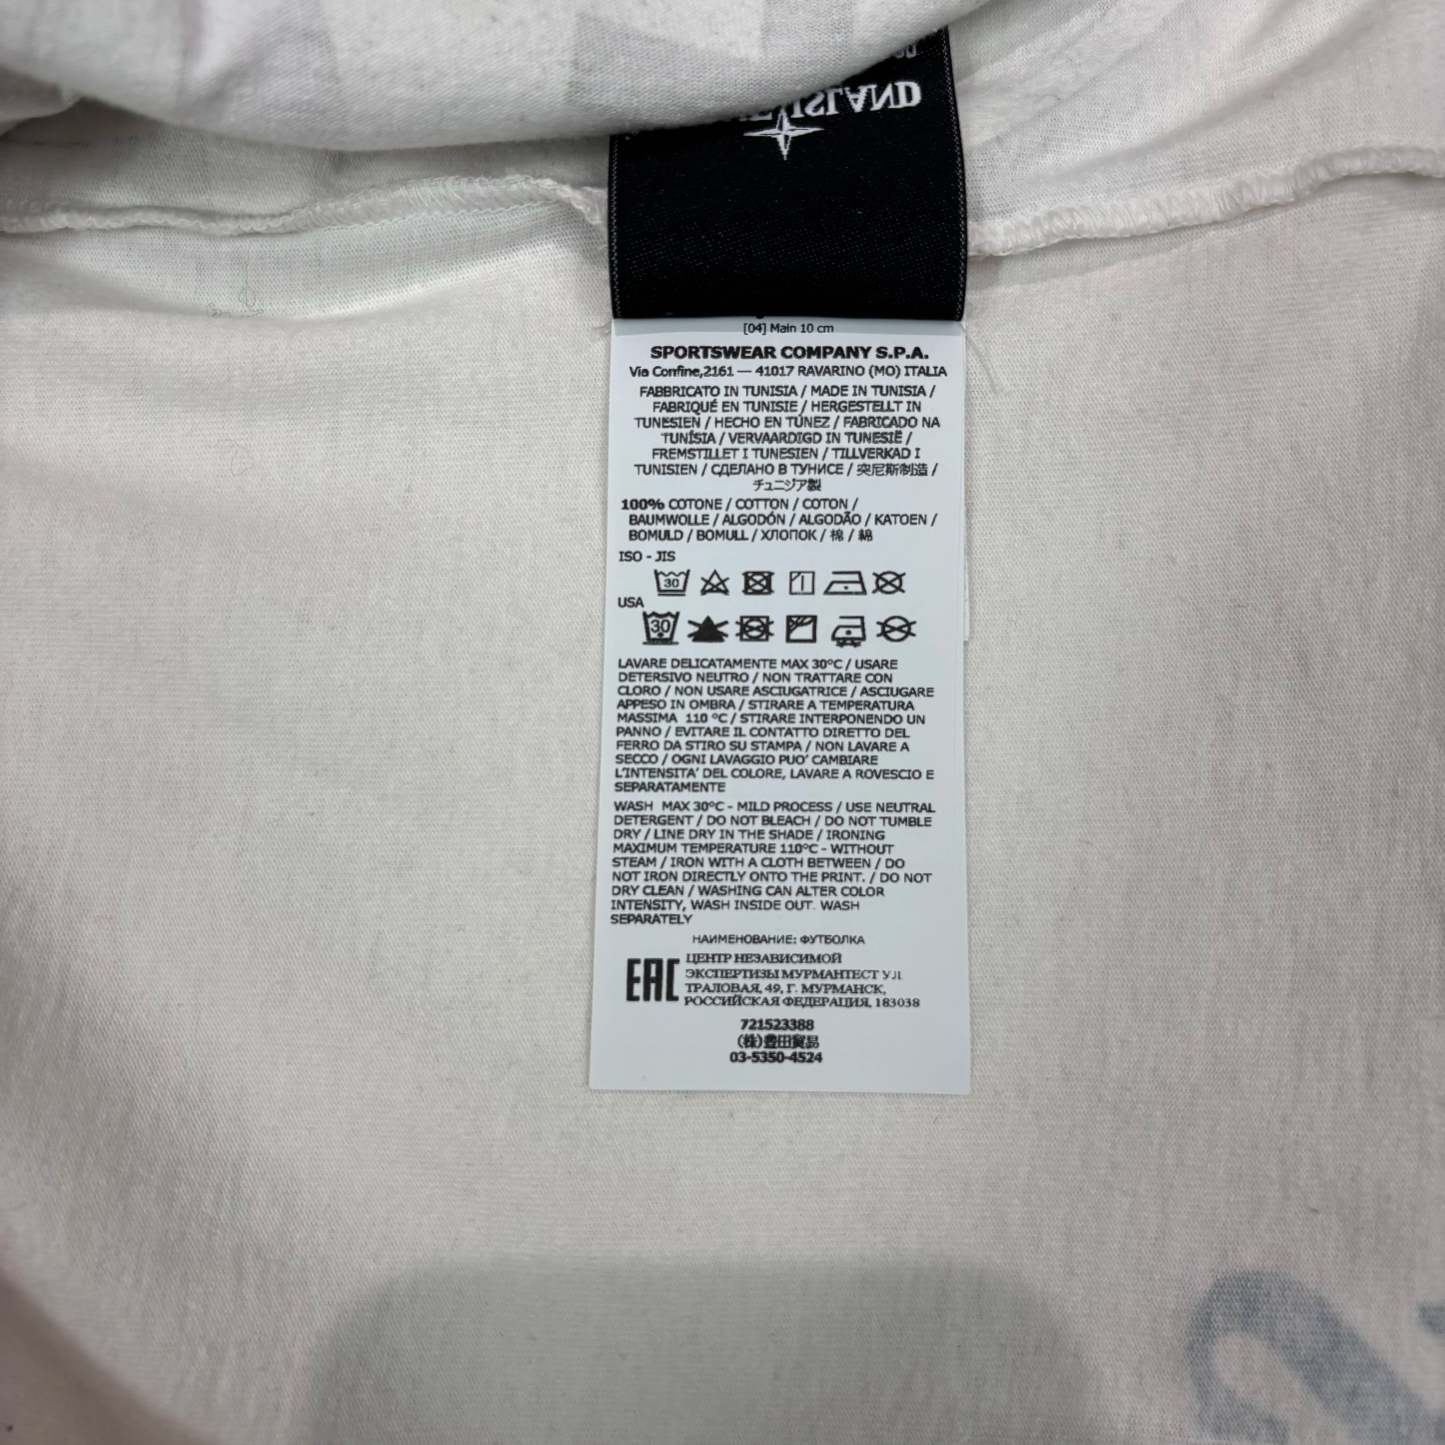 ISLAND
[04] Main 10 cm
SPORTSWEAR COMPANY S.P.A.
Via Confine,2161 — 41017 RAVARINO (MO) ITALIA
FABBRICATO IN TUNISIA / MADE IN TUNISIA /
FABRIQUÉ EN TUNISIE / HERGESTELLT IN
TUNESIEN / HECHO EN TÚNEZ / FABRICADO NA
TUNÍSIA / VERVAARDIGD IN TUNESIË /
FREMSTILLET I TUNESIEN / TILLVERKAD I
TUNISIEN / СДЕЛАНО В ТУНИСЕ / 突尼斯制造 /
チュニジア製
100% COTONE / COTTON / COTON /
BAUMWOLLE / ALGODÓN / ALGODÃO / KATOEN /
BOMULD / BOMULL / ХЛОПОК / 棉 / 綿
ISO - JIS
30
USA
30
LAVARE DELICATAMENTE MAX 30°C / USARE
DETERSIVO NEUTRO / NON TRATTARE CON
CLORO / NON USARE ASCIUGATRICE / ASCIUGARE
APPESO IN OMBRA / STIRARE A TEMPERATURA
MASSIMA 110 °C / STIRARE INTERPONENDO UN
PANNO / EVITARE IL CONTATTO DIRETTO DEL
FERRO DA STIRO SU STAMPA / NON LAVARE A
SECCO / OGNI LAVAGGIO PUO' CAMBIARE
L'INTENSITA' DEL COLORE, LAVARE A ROVESCIO E
SEPARATAMENTE
WASH MAX 30°C - MILD PROCESS / USE NEUTRAL
DETERGENT / DO NOT BLEACH / DO NOT TUMBLE
DRY / LINE DRY IN THE SHADE / IRONING
MAXIMUM TEMPERATURE 110°C - WITHOUT
STEAM / IRON WITH A CLOTH BETWEEN / DO
NOT IRON DIRECTLY ONTO THE PRINT. / DO NOT
DRY CLEAN / WASHING CAN ALTER COLOR
INTENSITY, WASH INSIDE OUT. WASH
SEPARATELY
НАИМЕНОВАНИЕ: ФУТБОЛКА
EAC
ЦЕНТР НЕЗАВИСИМОЙ
ЭКСПЕРТИЗЫ МУРМАНТЕСТ УЛ
ТРАЛОВАЯ, 49, Г. МУРМАНСК,
РОССИЙСКАЯ ФЕДЕРАЦИЯ, 183038
721523388
(株)豊田貿易
03-5350-4524